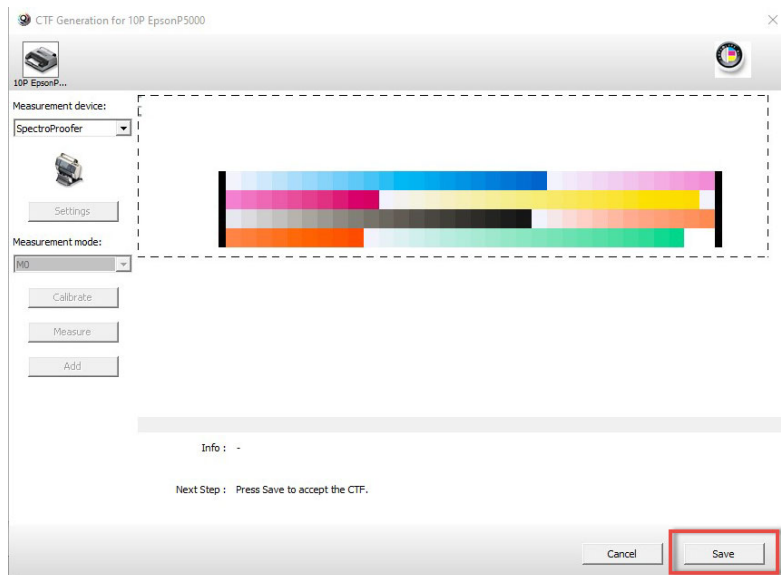 CTF Generation for 10P EpsonP5000
10P EpsonP...
Measurement device:
SpectroProofer
Settings
Measurement mode:
M0
Calibrate
Measure
Add
Info : -
Next Step : Press Save to accept the CTF.
Cancel
Save